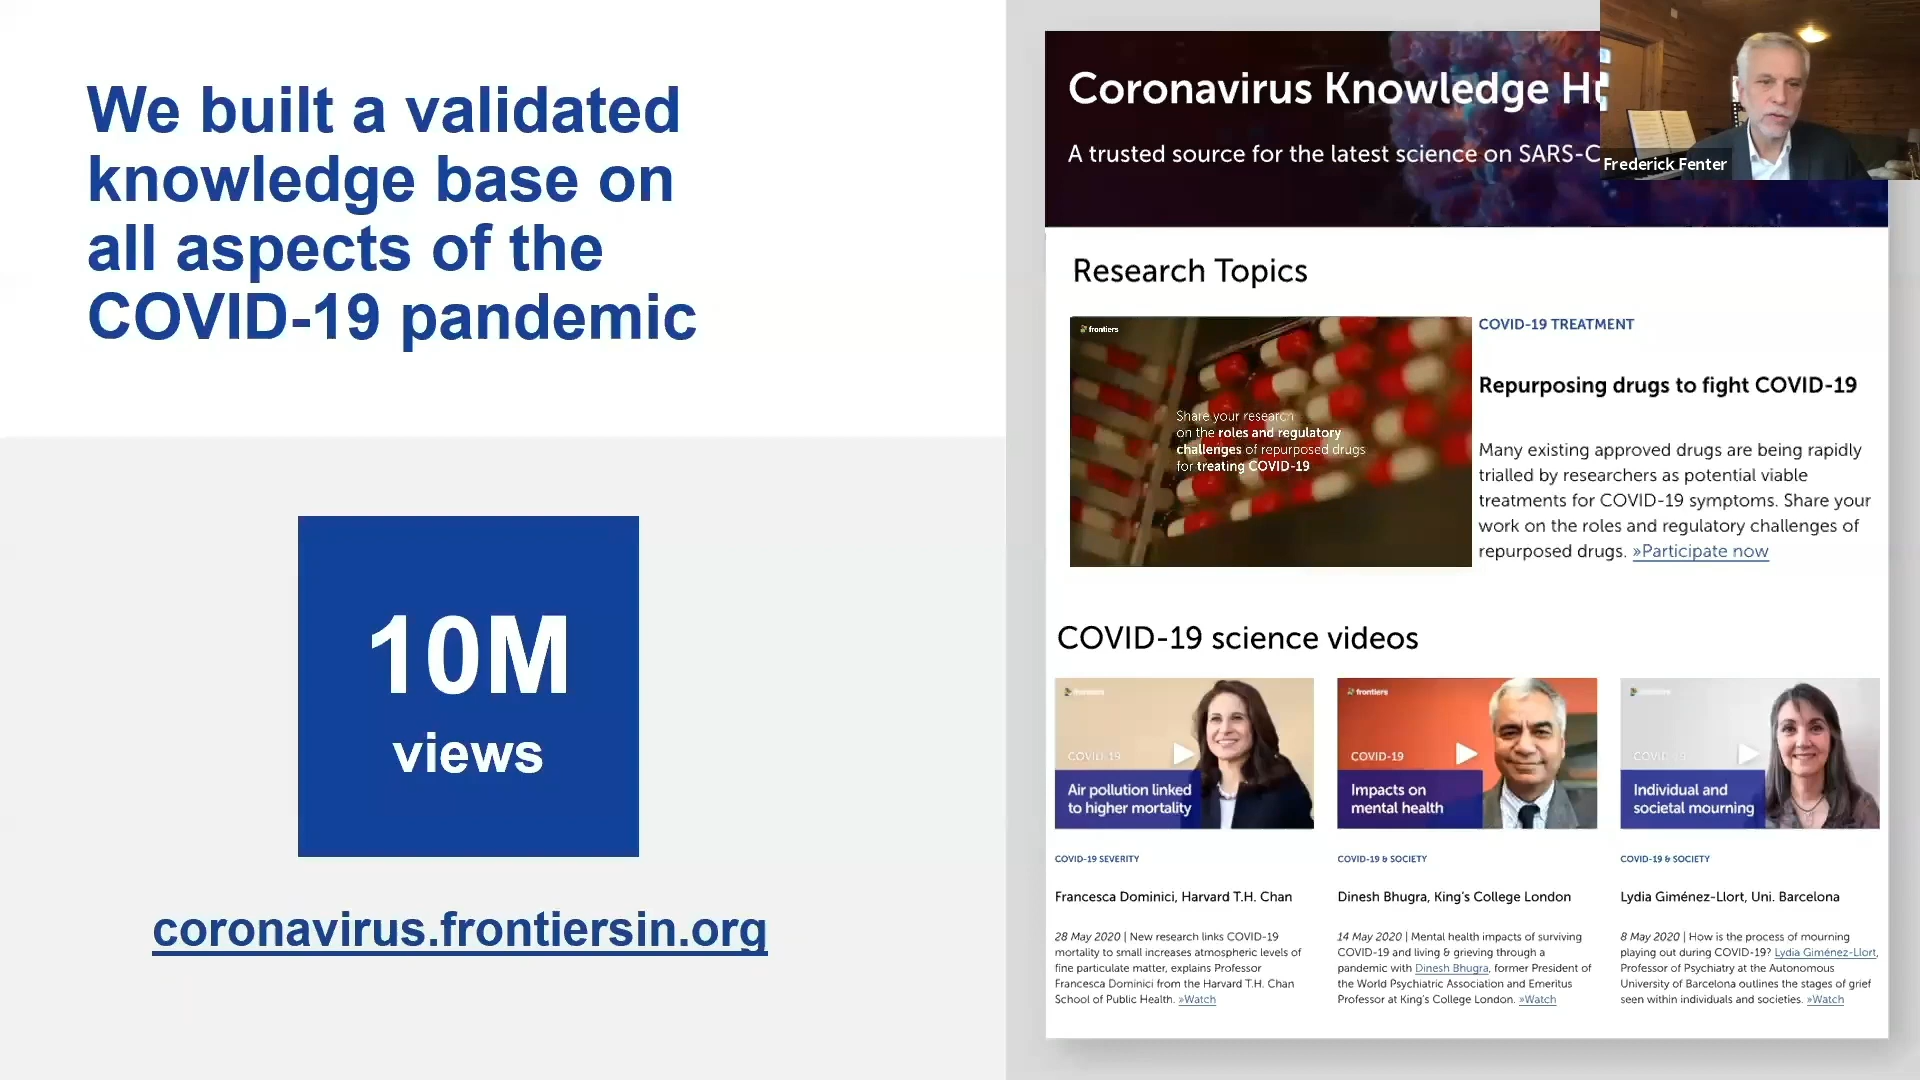 We built a validated
knowledge base on
all aspects of the
COVID-19 pandemic
10M
views
coronavirus.frontiersin.org
Coronavirus Knowledge
A trusted source for the latest science on
Frederick Fenter
Research Topics
frontiers
Share your research
on the roles and regulatory
challenges of repurposed drugs
for treating COVID-19
COVID-19 TREATMENT
Repurposing drugs to fight COVID-19
Many existing approved drugs are being rapidly
trialled by researchers as potential viable
treatments for COVID-19 symptoms. Share your
work on the roles and regulatory challenges of
repurposed drugs. »Participate now
COVID-19 science videos
frontiers
COVID-19
Air pollution linked
to higher mortality
COVID-19 SEVERITY
Francesca Dominici, Harvard T.H. Chan
28 May 2020 | New research links COVID-19
mortality to small increases atmospheric levels of
fine particulate matter, explains Professor
Francesca Dominici from the Harvard T.H. Chan
School of Public Health. »Watch
frontiers
COVID-19
Impacts on
mental health
COVID-19 & SOCIETY
Dinesh Bhugra, King's College London
14 May 2020 | Mental health impacts of surviving
COVID-19 and living & grieving through a
pandemic with Dinesh Bhugra, former President of
the World Psychiatric Association and Emeritus
Professor at King's College London. »Watch
frontiers
COVID-19
Individual and
societal mourning
COVID-19 & SOCIETY
Lydia Giménez-Llort, Uni. Barcelona
8 May 2020 | How is the process of mourning
playing out during COVID-19? Lydia Giménez-Llort,
Professor of Psychiatry at the Autonomous
University of Barcelona outlines the stages of grief
seen within individuals and societies. »Watch